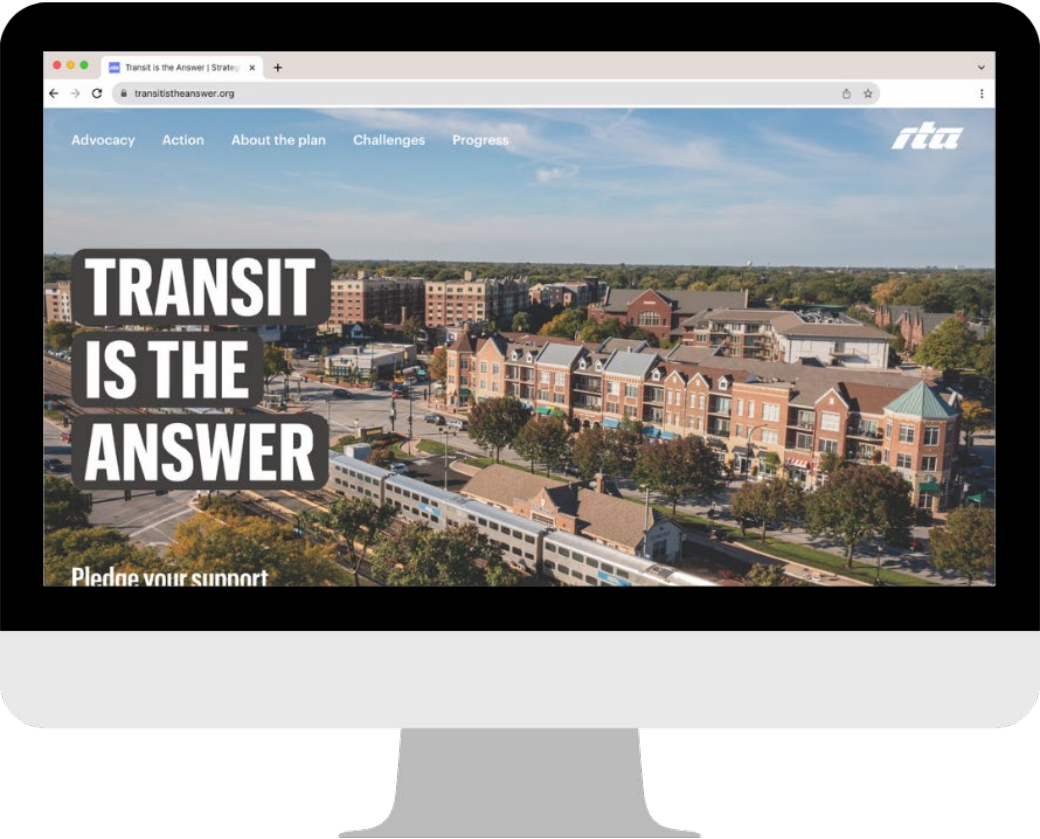 Transit is the Answer | Strate
transitistheanswer.org
Advocacy Action About the plan Challenges Progress
rta
TRANSIT
IS THE
ANSWER
Pledge your support